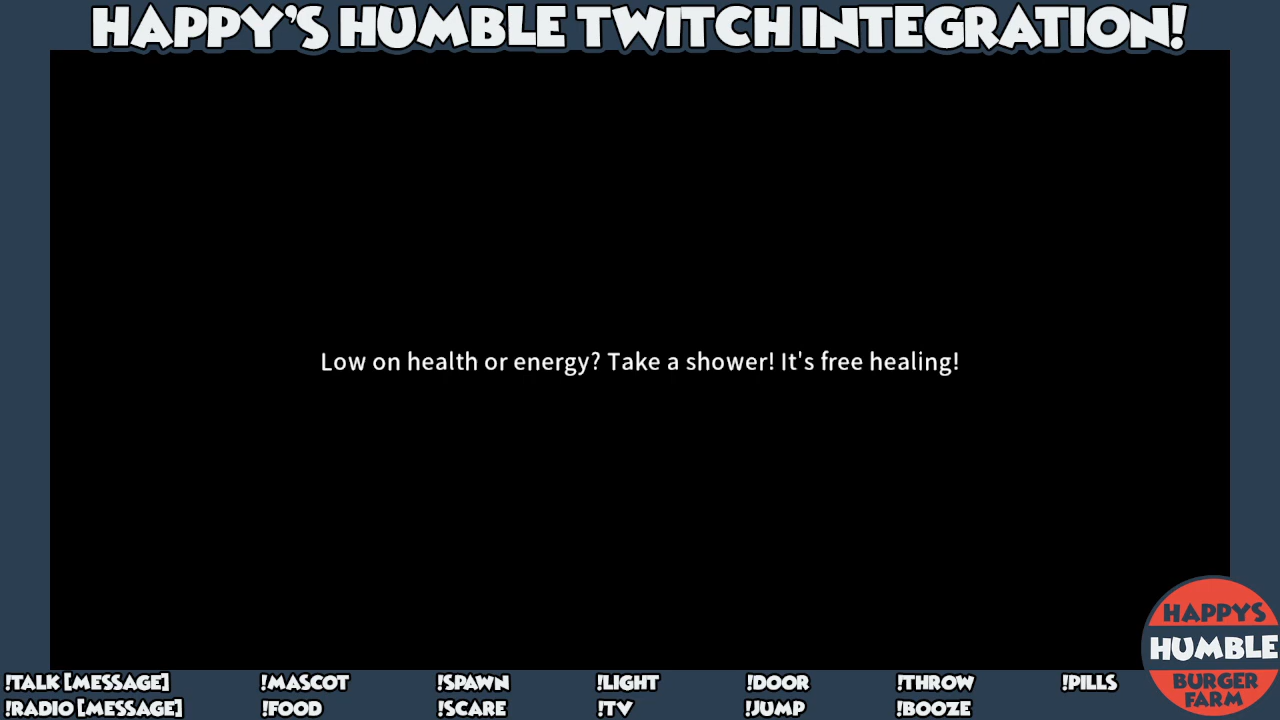 HAPPY'S HUMBLE TWITCH INTEGRATION!
Low on health or energy? Take a shower! It's free healing!
HAPPYS
HUMBLE
BURGER
FARM
!TALK [MESSAGE] !MASCOT !SPAWN !LIGHT !DOOR !THROW !PILLS
!RADIO [MESSAGE] !FOOD !SCARE !TV !JUMP !BOOZE